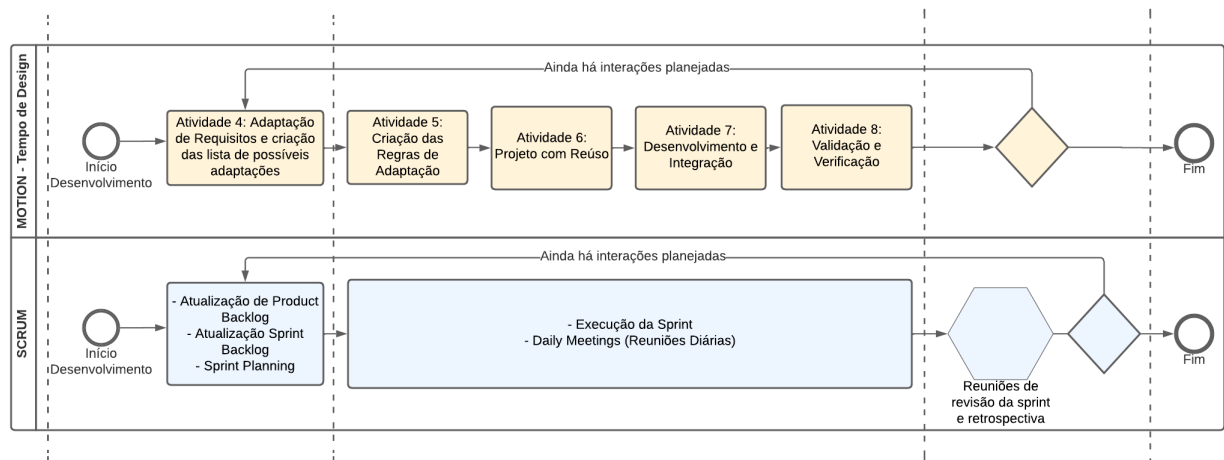 MOTION - Tempo de Design
Ainda há interações planejadas
Início
Desenvolvimento
Atividade 4: Adaptação
de Requisitos e criação
das lista de possíveis
adaptações
Atividade 5:
Criação das
Regras de
Adaptação
Atividade 6:
Projeto com Reúso
Atividade 7:
Desenvolvimento e
Integração
Atividade 8:
Validação e
Verificação
Fim
SCRUM
Ainda há interações planejadas
Início
Desenvolvimento
- Atualização de Product
Backlog
- Atualização Sprint
Backlog
- Sprint Planning
- Execução da Sprint
- Daily Meetings (Reuniões Diárias)
Reuniões de
revisão da sprint
e retrospectiva
Fim